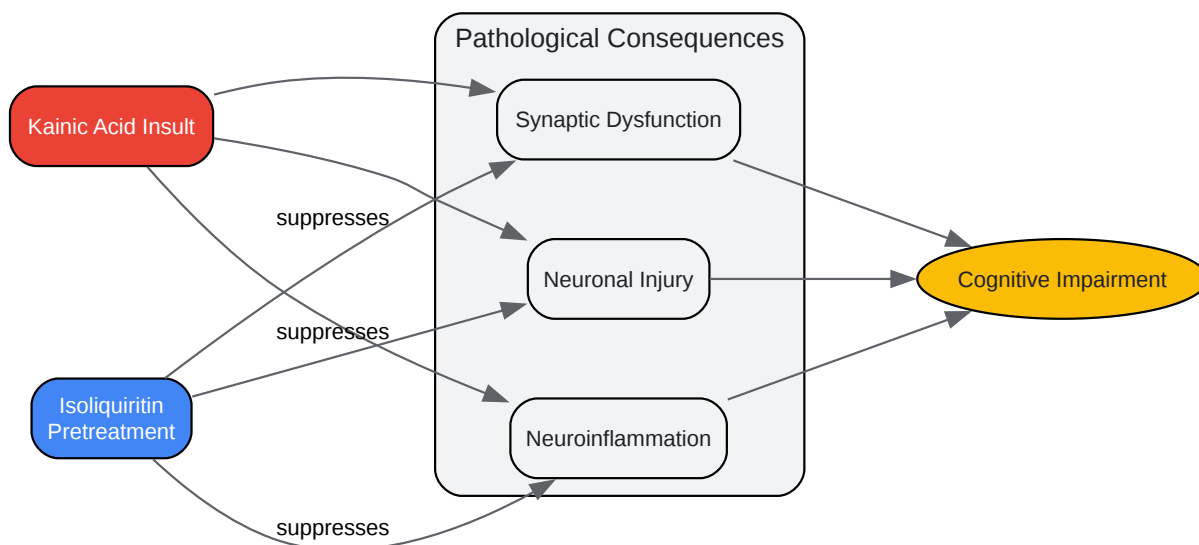 Pathological Consequences
Kainic Acid Insult
Synaptic Dysfunction
suppresses
Neuronal Injury
Cognitive Impairment
suppresses
Isoliquiritin
Pretreatment
Neuroinflammation
suppresses